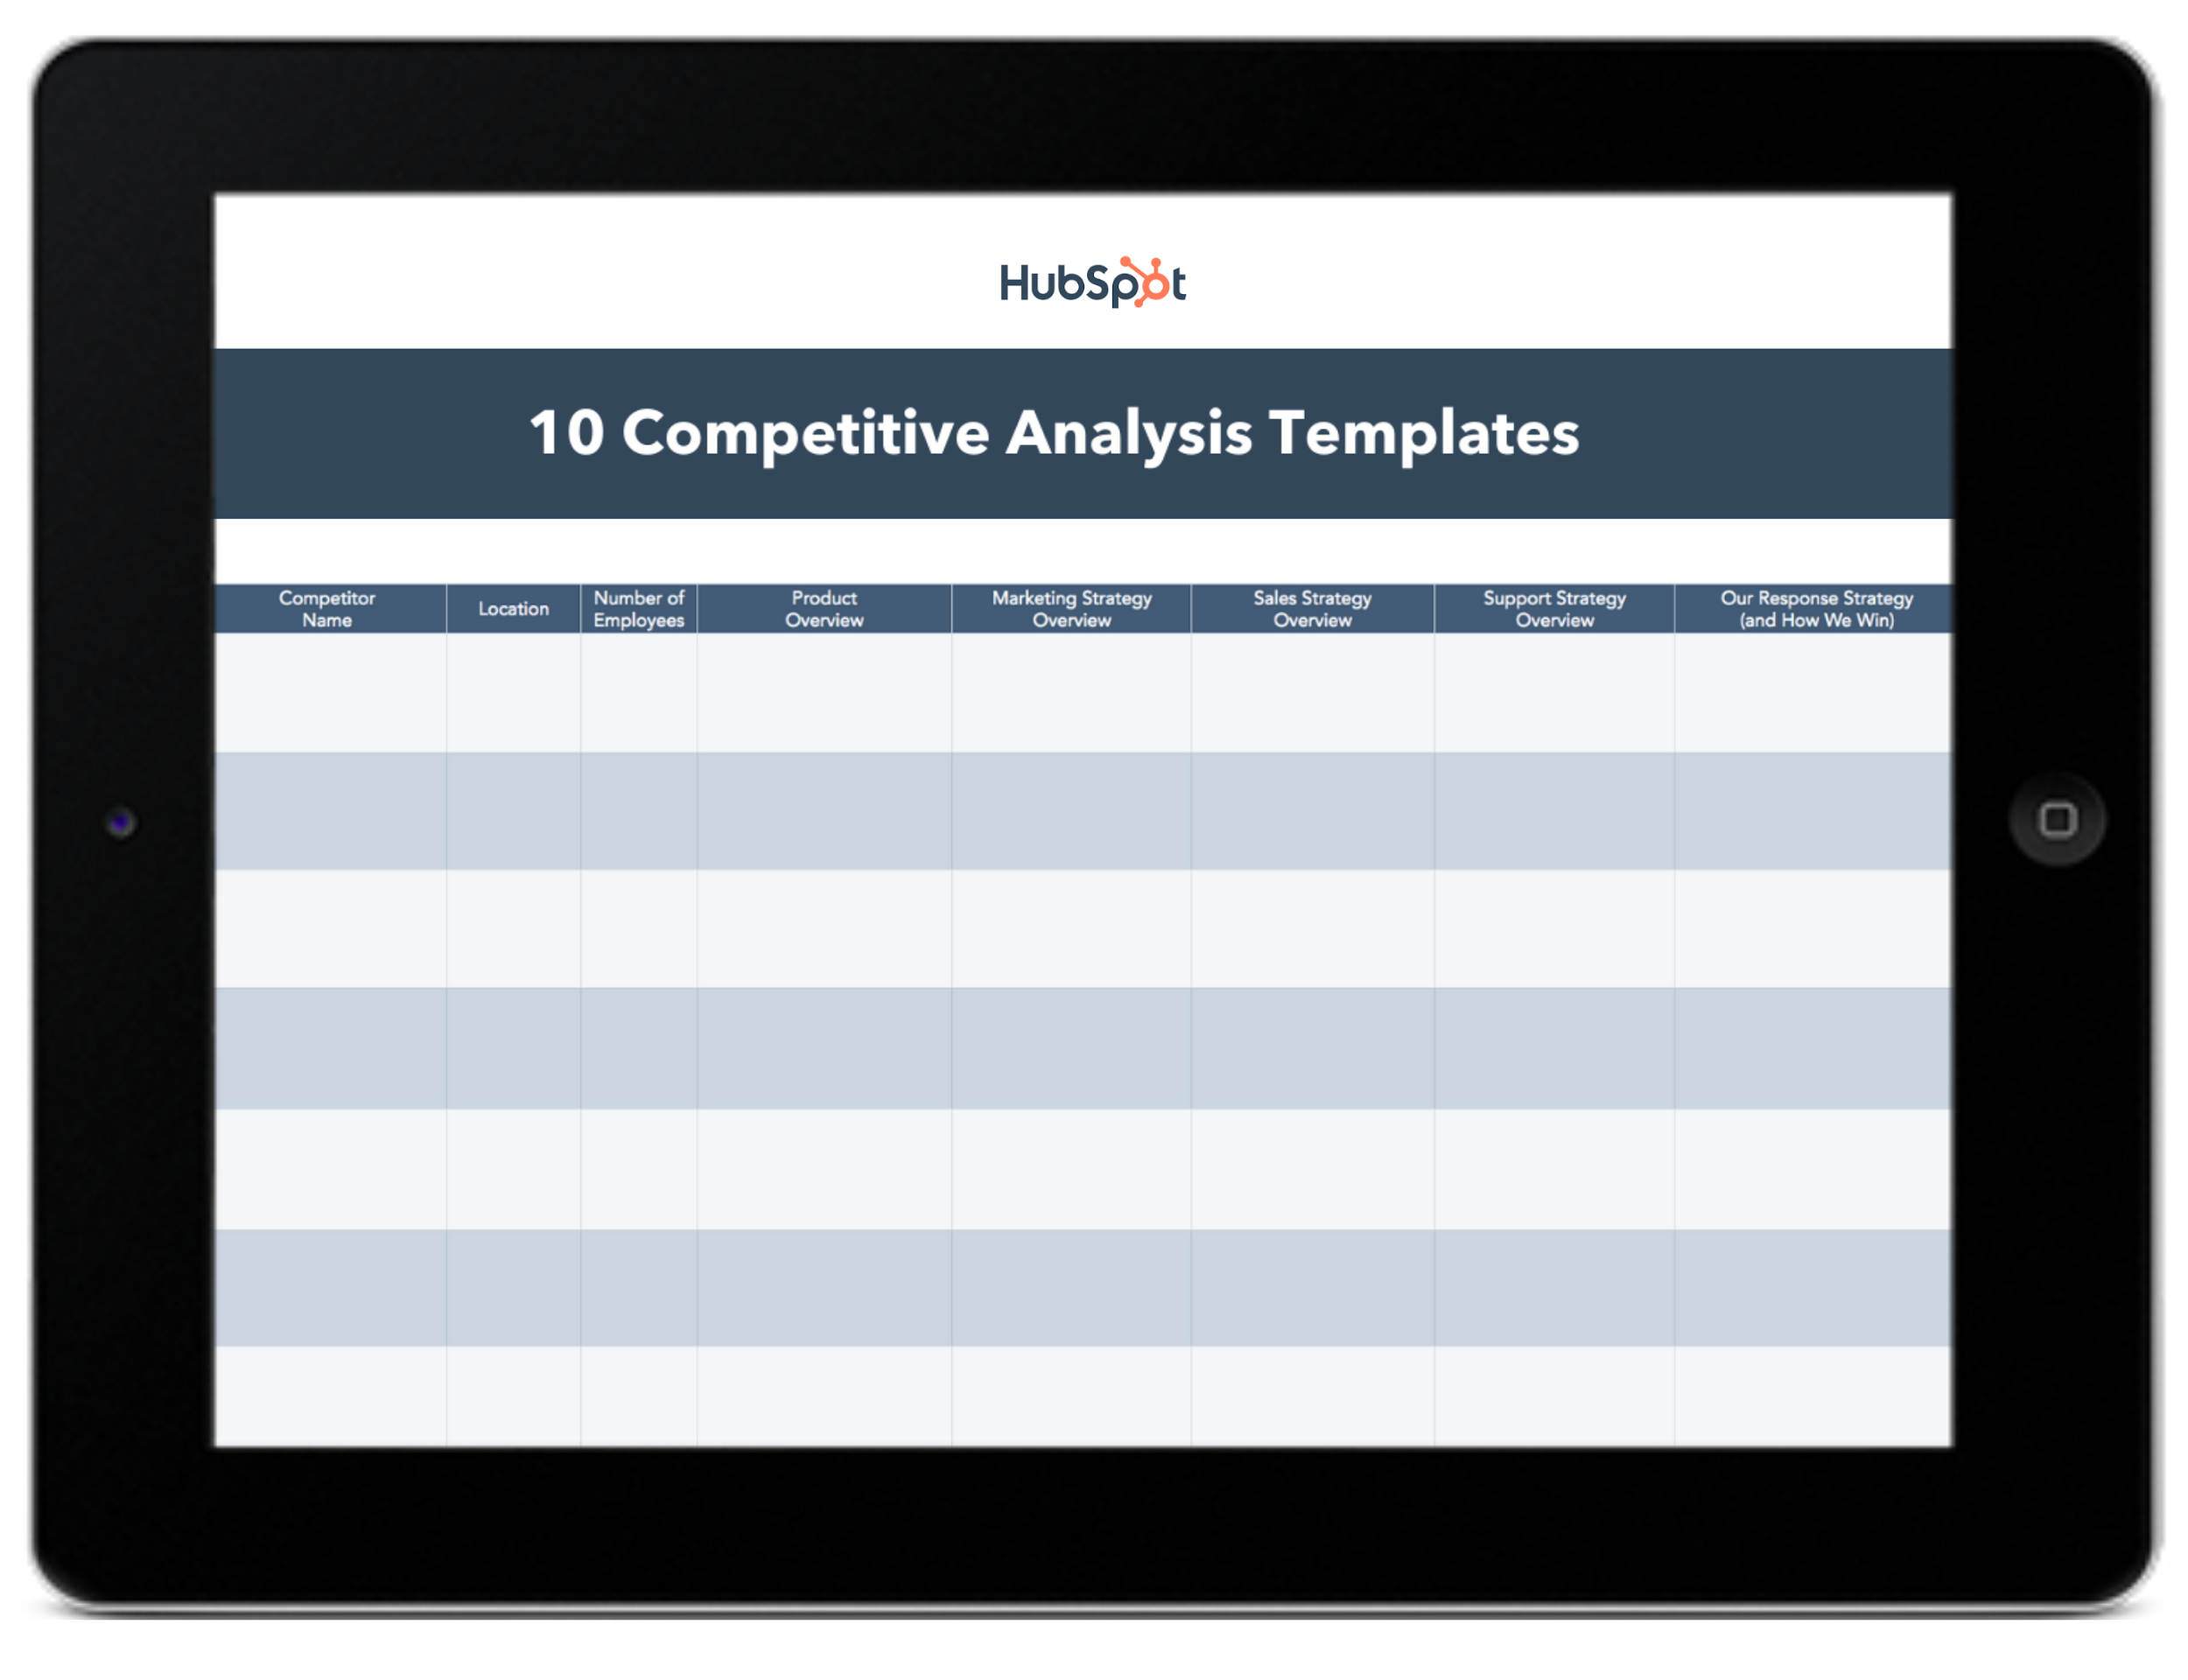 HubSpot
10 Competitive Analysis Templates
Competitor
Name
Location
Number of
Employees
Product
Overview
Marketing Strategy
Overview
Sales Strategy
Overview
Support Strategy
Overview
Our Response Strategy
(and How We Win)